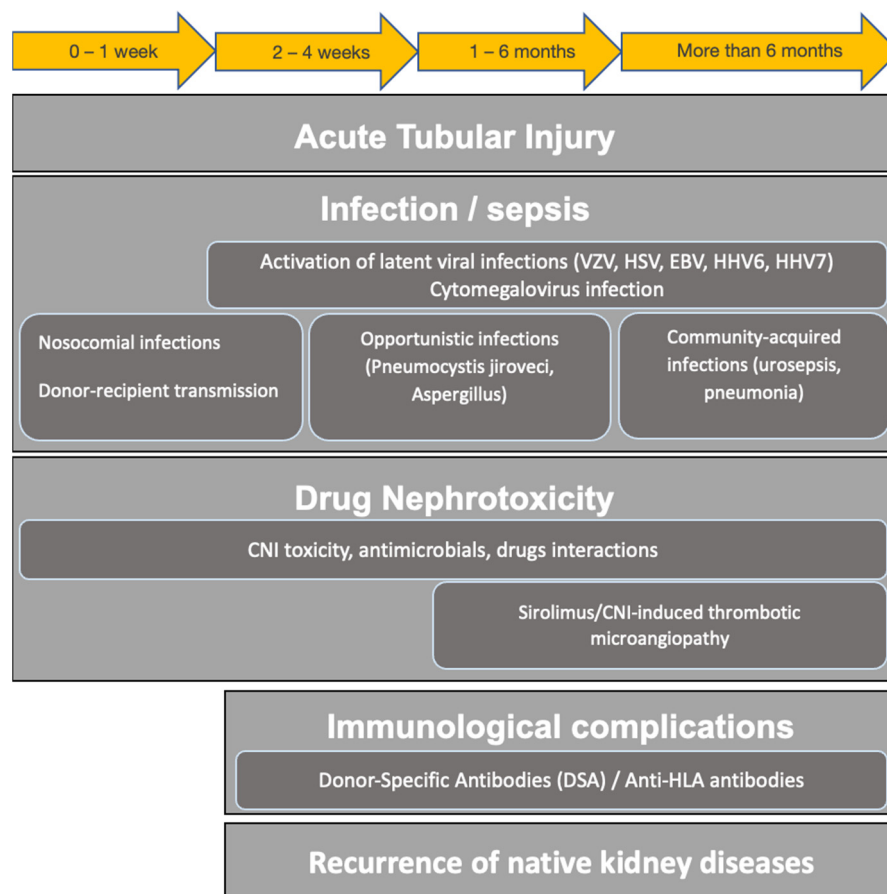 0 – 1 week
2 – 4 weeks
1 – 6 months
More than 6 months
Acute Tubular Injury
Infection / sepsis
Activation of latent viral infections (VZV, HSV, EBV, HHV6, HHV7)
Cytomegalovirus infection
Nosocomial infections
Donor-recipient transmission
Opportunistic infections
(Pneumocystis jiroveci,
Aspergillus)
Community-acquired
infections (urosepsis,
pneumonia)
Drug Nephrotoxicity
CNI toxicity, antimicrobials, drugs interactions
Sirolimus/CNI-induced thrombotic
microangiopathy
Immunological complications
Donor-Specific Antibodies (DSA) / Anti-HLA antibodies
Recurrence of native kidney diseases